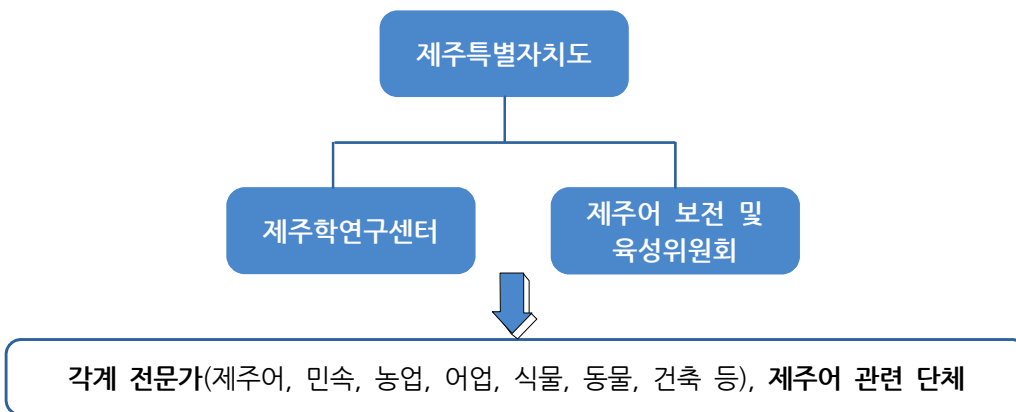 제주특별자치도
제주학연구센터
제주어 보전 및
육성위원회
각계 전문가(제주어, 민속, 농업, 어업, 식물, 동물, 건축 등), 제주어 관련 단체